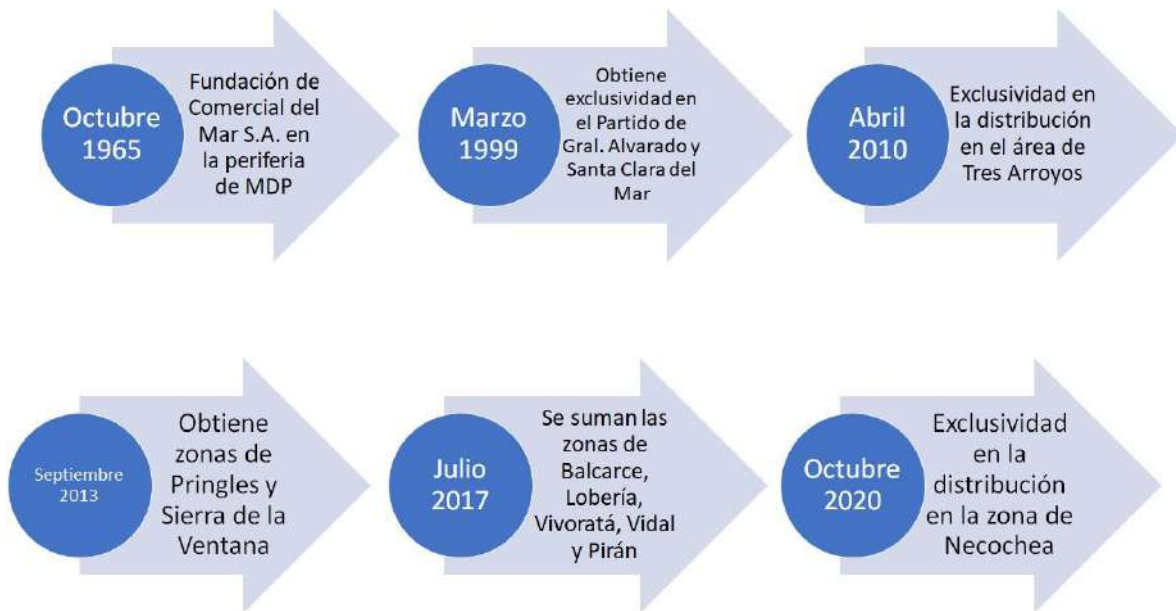 Octubre
1965
Fundación de
Comercial del
Mar S.A. en
la periferia
de MDP
Marzo
1999
Obtiene
exclusividad en
el Partido de
Gral. Alvarado y
Santa Clara del
Mar
Abril
2010
Exclusividad en
la distribución
en el área de
Tres Arroyos
Septiembre
2013
Obtiene
zonas de
Pringles y
Sierra de la
Ventana
Julio
2017
Se suman las
zonas de
Balcarce,
Lobería,
Vivoratá, Vidal
y Pirán
Octubre
2020
Exclusividad
en la
distribución
en la zona de
Necochea